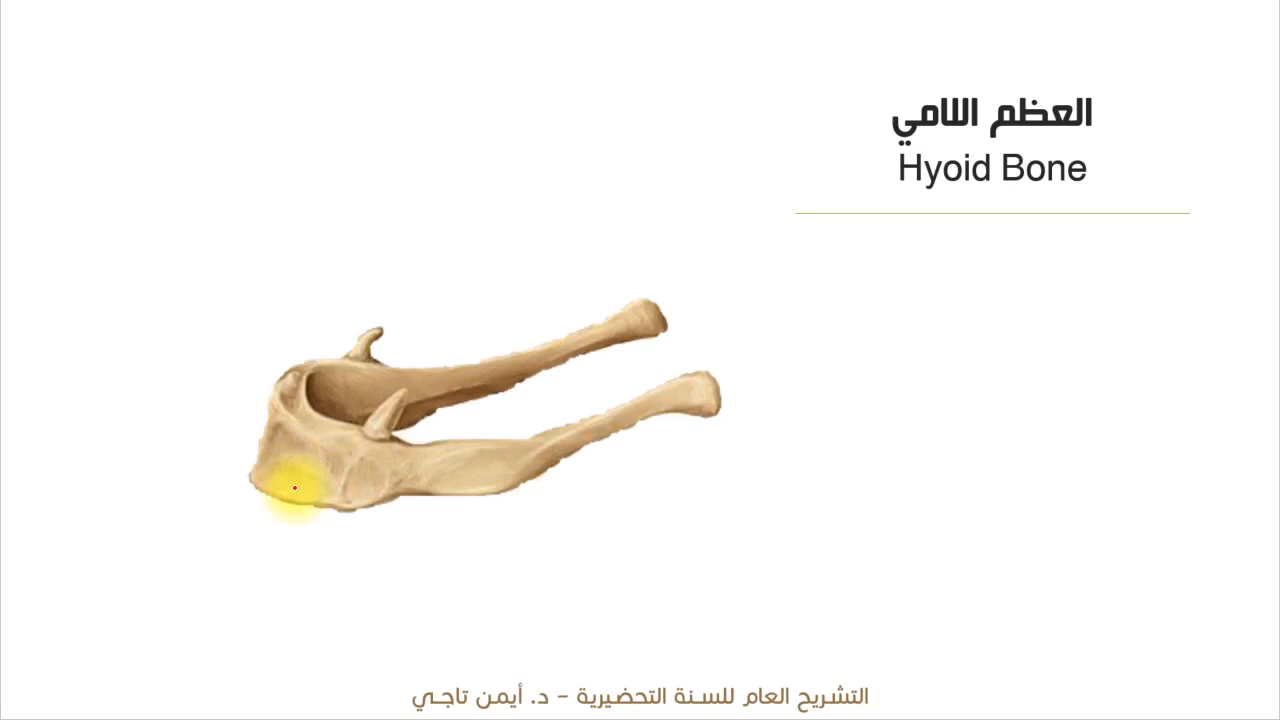 العظم اللامي
Hyoid Bone
التشريح العام للسنة التحضيرية - د. أيمن تاجي